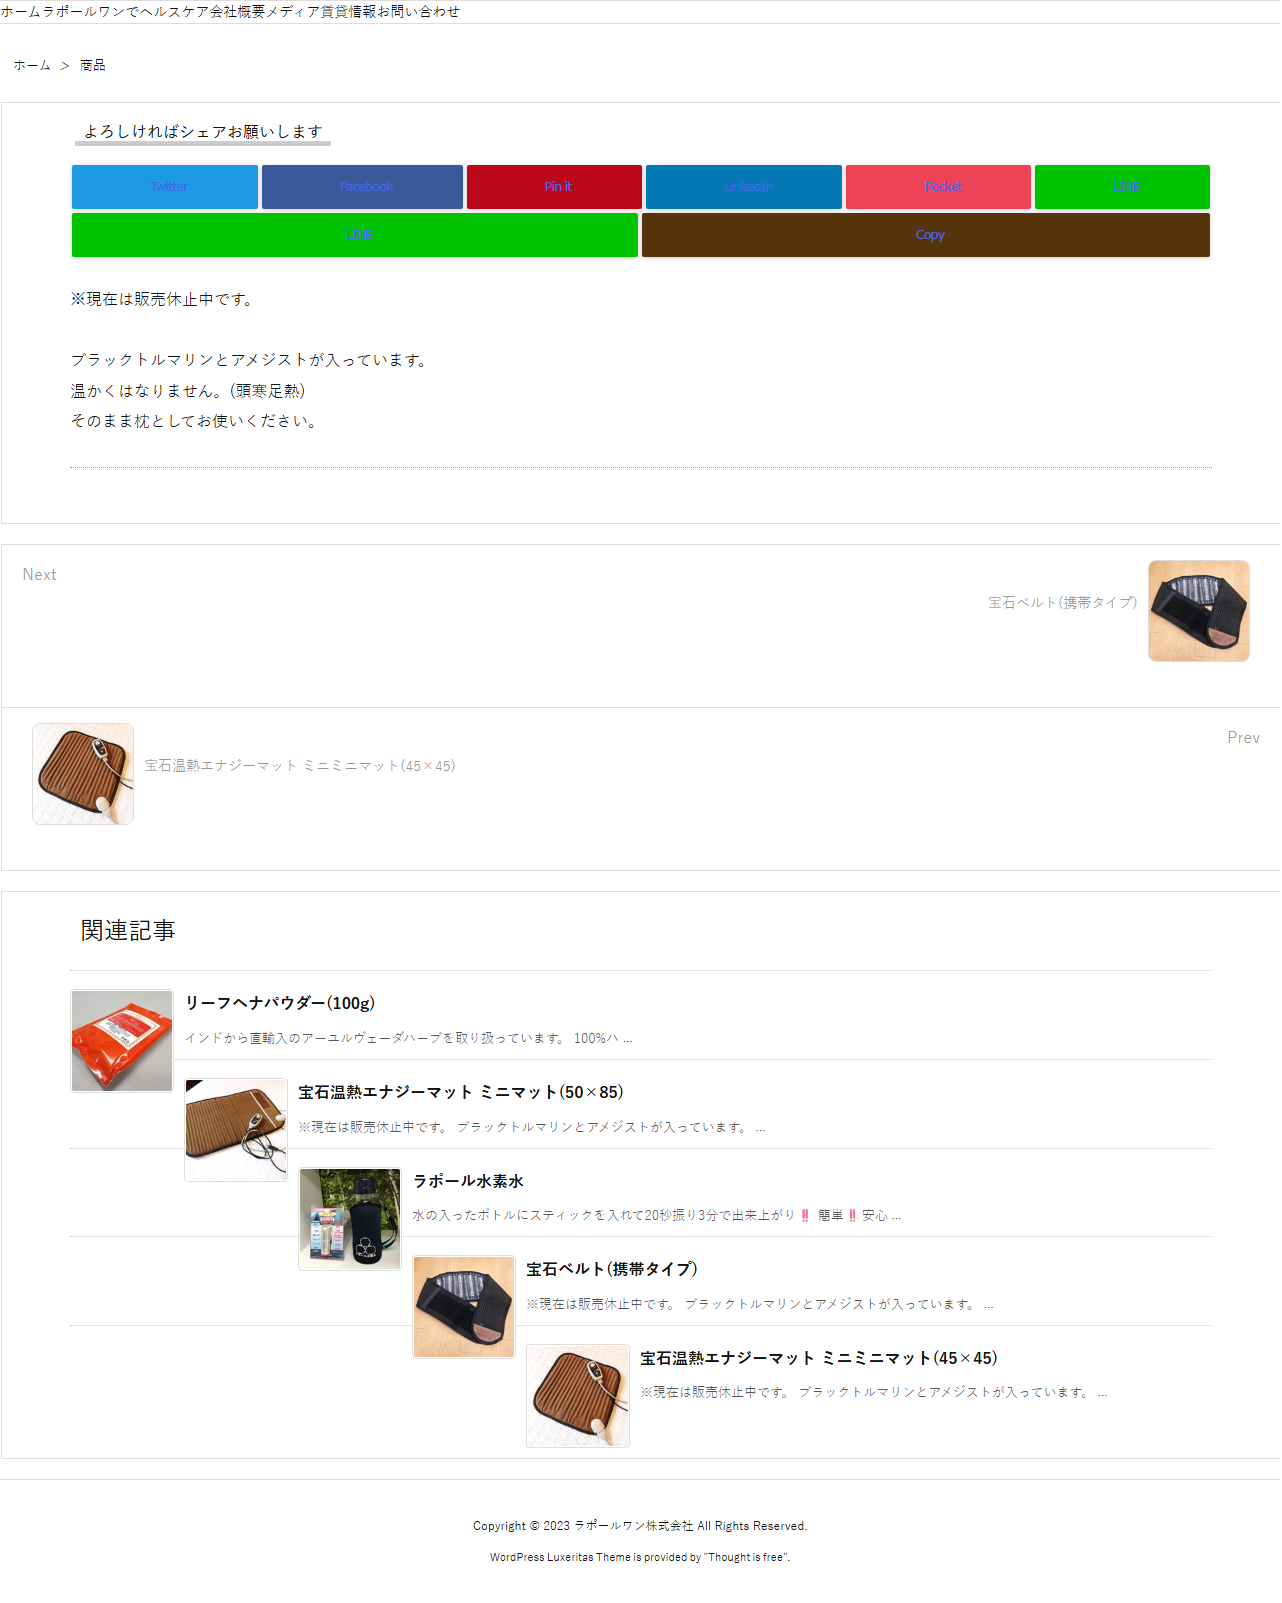 ホームラポールワンでヘルスケア会社概要メディア賃貸情報お問い合わせ
ホーム ＞ 商品
よろしければシェアお願いします
Twitter Facebook Pin it LinkedIn Pocket LINE
LINE Copy
※現在は販売休止中です。
ブラックトルマリンとアメジストが入っています。
温かくはなりません。(頭寒足熱)
そのまま枕としてお使いください。
Next
宝石ベルト(携帯タイプ)
Prev
宝石温熱エナジーマット ミニミニマット(45×45)
関連記事
リーフヘナパウダー(100g)
インドから直輸入のアーユルヴェーダハーブを取り扱っています。 100%ハ ...
宝石温熱エナジーマット ミニマット(50×85)
※現在は販売休止中です。 ブラックトルマリンとアメジストが入っています。 ...
ラポール水素水
水の入ったボトルにスティックを入れて20秒振り3分で出来上がり‼ 簡単‼安心 ...
宝石ベルト(携帯タイプ)
※現在は販売休止中です。 ブラックトルマリンとアメジストが入っています。 ...
宝石温熱エナジーマット ミニミニマット(45×45)
※現在は販売休止中です。 ブラックトルマリンとアメジストが入っています。 ...
Copyright © 2023 ラポールワン株式会社 All Rights Reserved.
WordPress Luxeritas Theme is provided by "Thought is free".